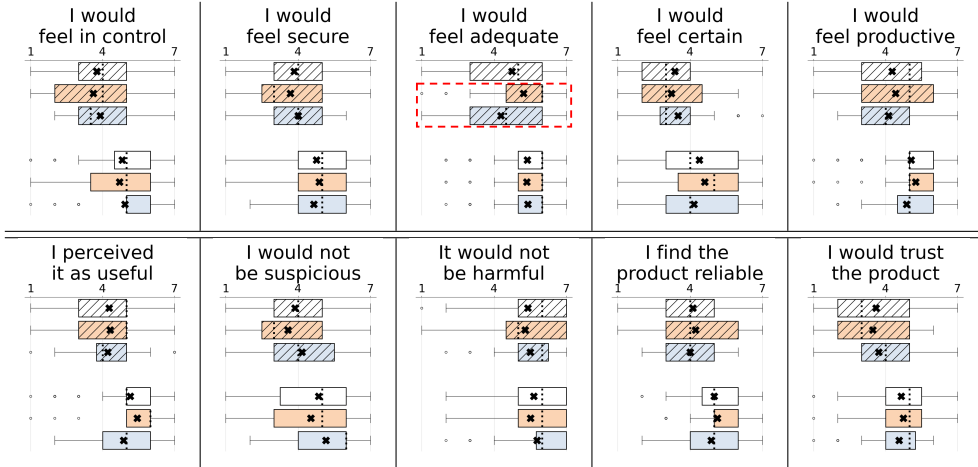 I would
feel in control
1 4 7
I would
feel secure
1 4 7
I would
feel adequate
1 4 7
I would
feel certain
1 4 7
I would
feel productive
1 4 7
I perceived
it as useful
1 4 7
I would not
be suspicious
1 4 7
It would not
be harmful
1 4 7
I find the
product reliable
1 4 7
I would trust
the product
1 4 7